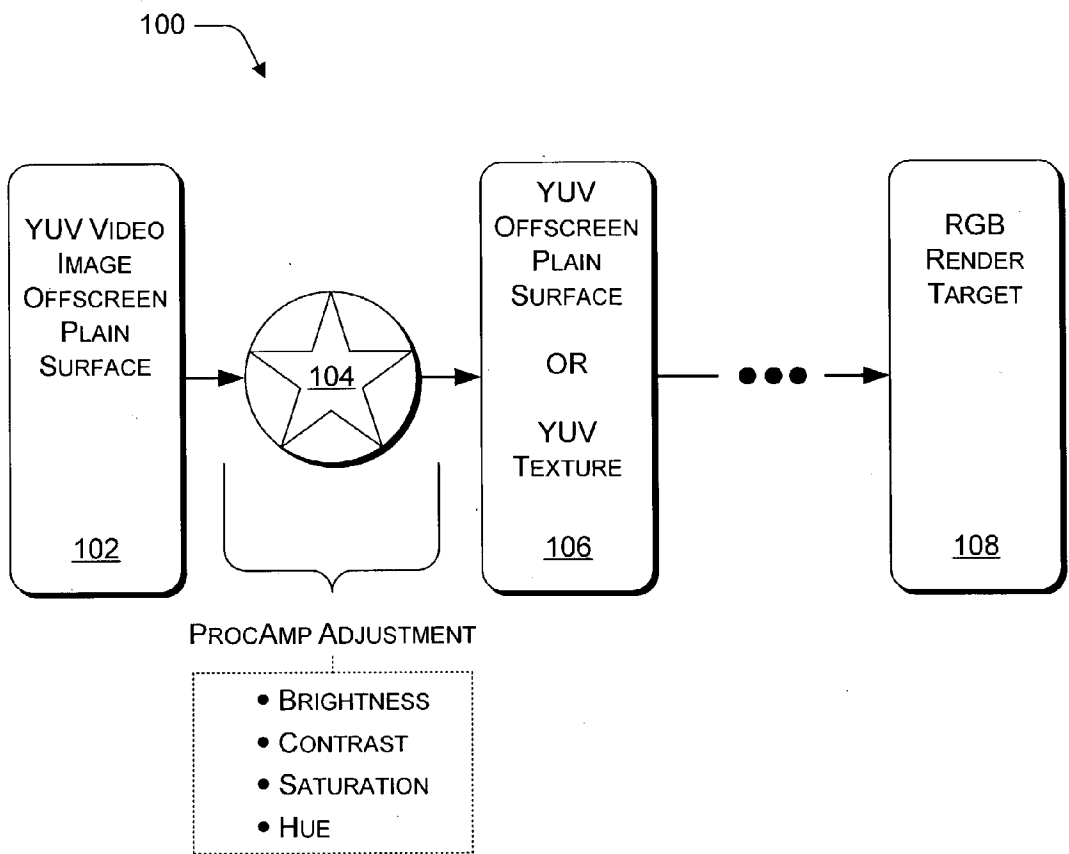 100
YUV VIDEO
IMAGE
OFFSCREEN
PLAIN
SURFACE
102
104
YUV
OFFSCREEN
PLAIN
SURFACE
OR
YUV
TEXTURE
106
RGB
RENDER
TARGET
108
PROCAMP ADJUSTMENT
• BRIGHTNESS
• CONTRAST
• SATURATION
• HUE